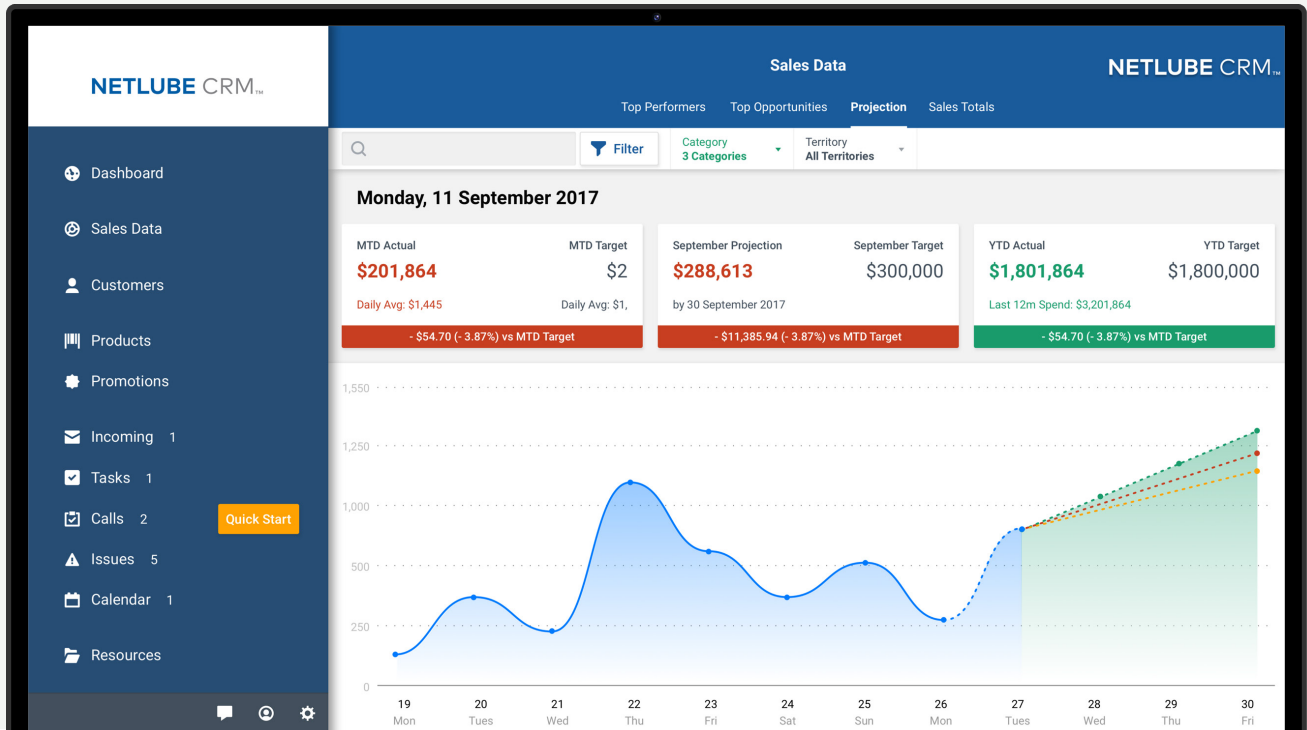 NETLUBE CRM™
Dashboard
Sales Data
Customers
Products
Promotions
Incoming 1
Tasks 1
Calls 2
Quick Start
Issues 5
Calendar 1
Resources
Sales Data
NETLUBE CRM™
Top Performers Top Opportunities Projection Sales Totals
Filter
Category
3 Categories
Territory
All Territories
Monday, 11 September 2017
MTD Actual MTD Target
$201,864 $2
Daily Avg: $1,445 Daily Avg: $1,
- $54.70 (- 3.87%) vs MTD Target
September Projection September Target
$288,613 $300,000
by 30 September 2017
- $11,385.94 (- 3.87%) vs MTD Target
YTD Actual YTD Target
$1,801,864 $1,800,000
Last 12m Spend: $3,201,864
- $54.70 (- 3.87%) vs MTD Target
1,550
1,250
1,000
500
250
0
19 20 21 22 23 24 25 26 27 28 29 30
Mon Tues Wed Thu Fri Sat Sun Mon Tues Wed Thu Fri